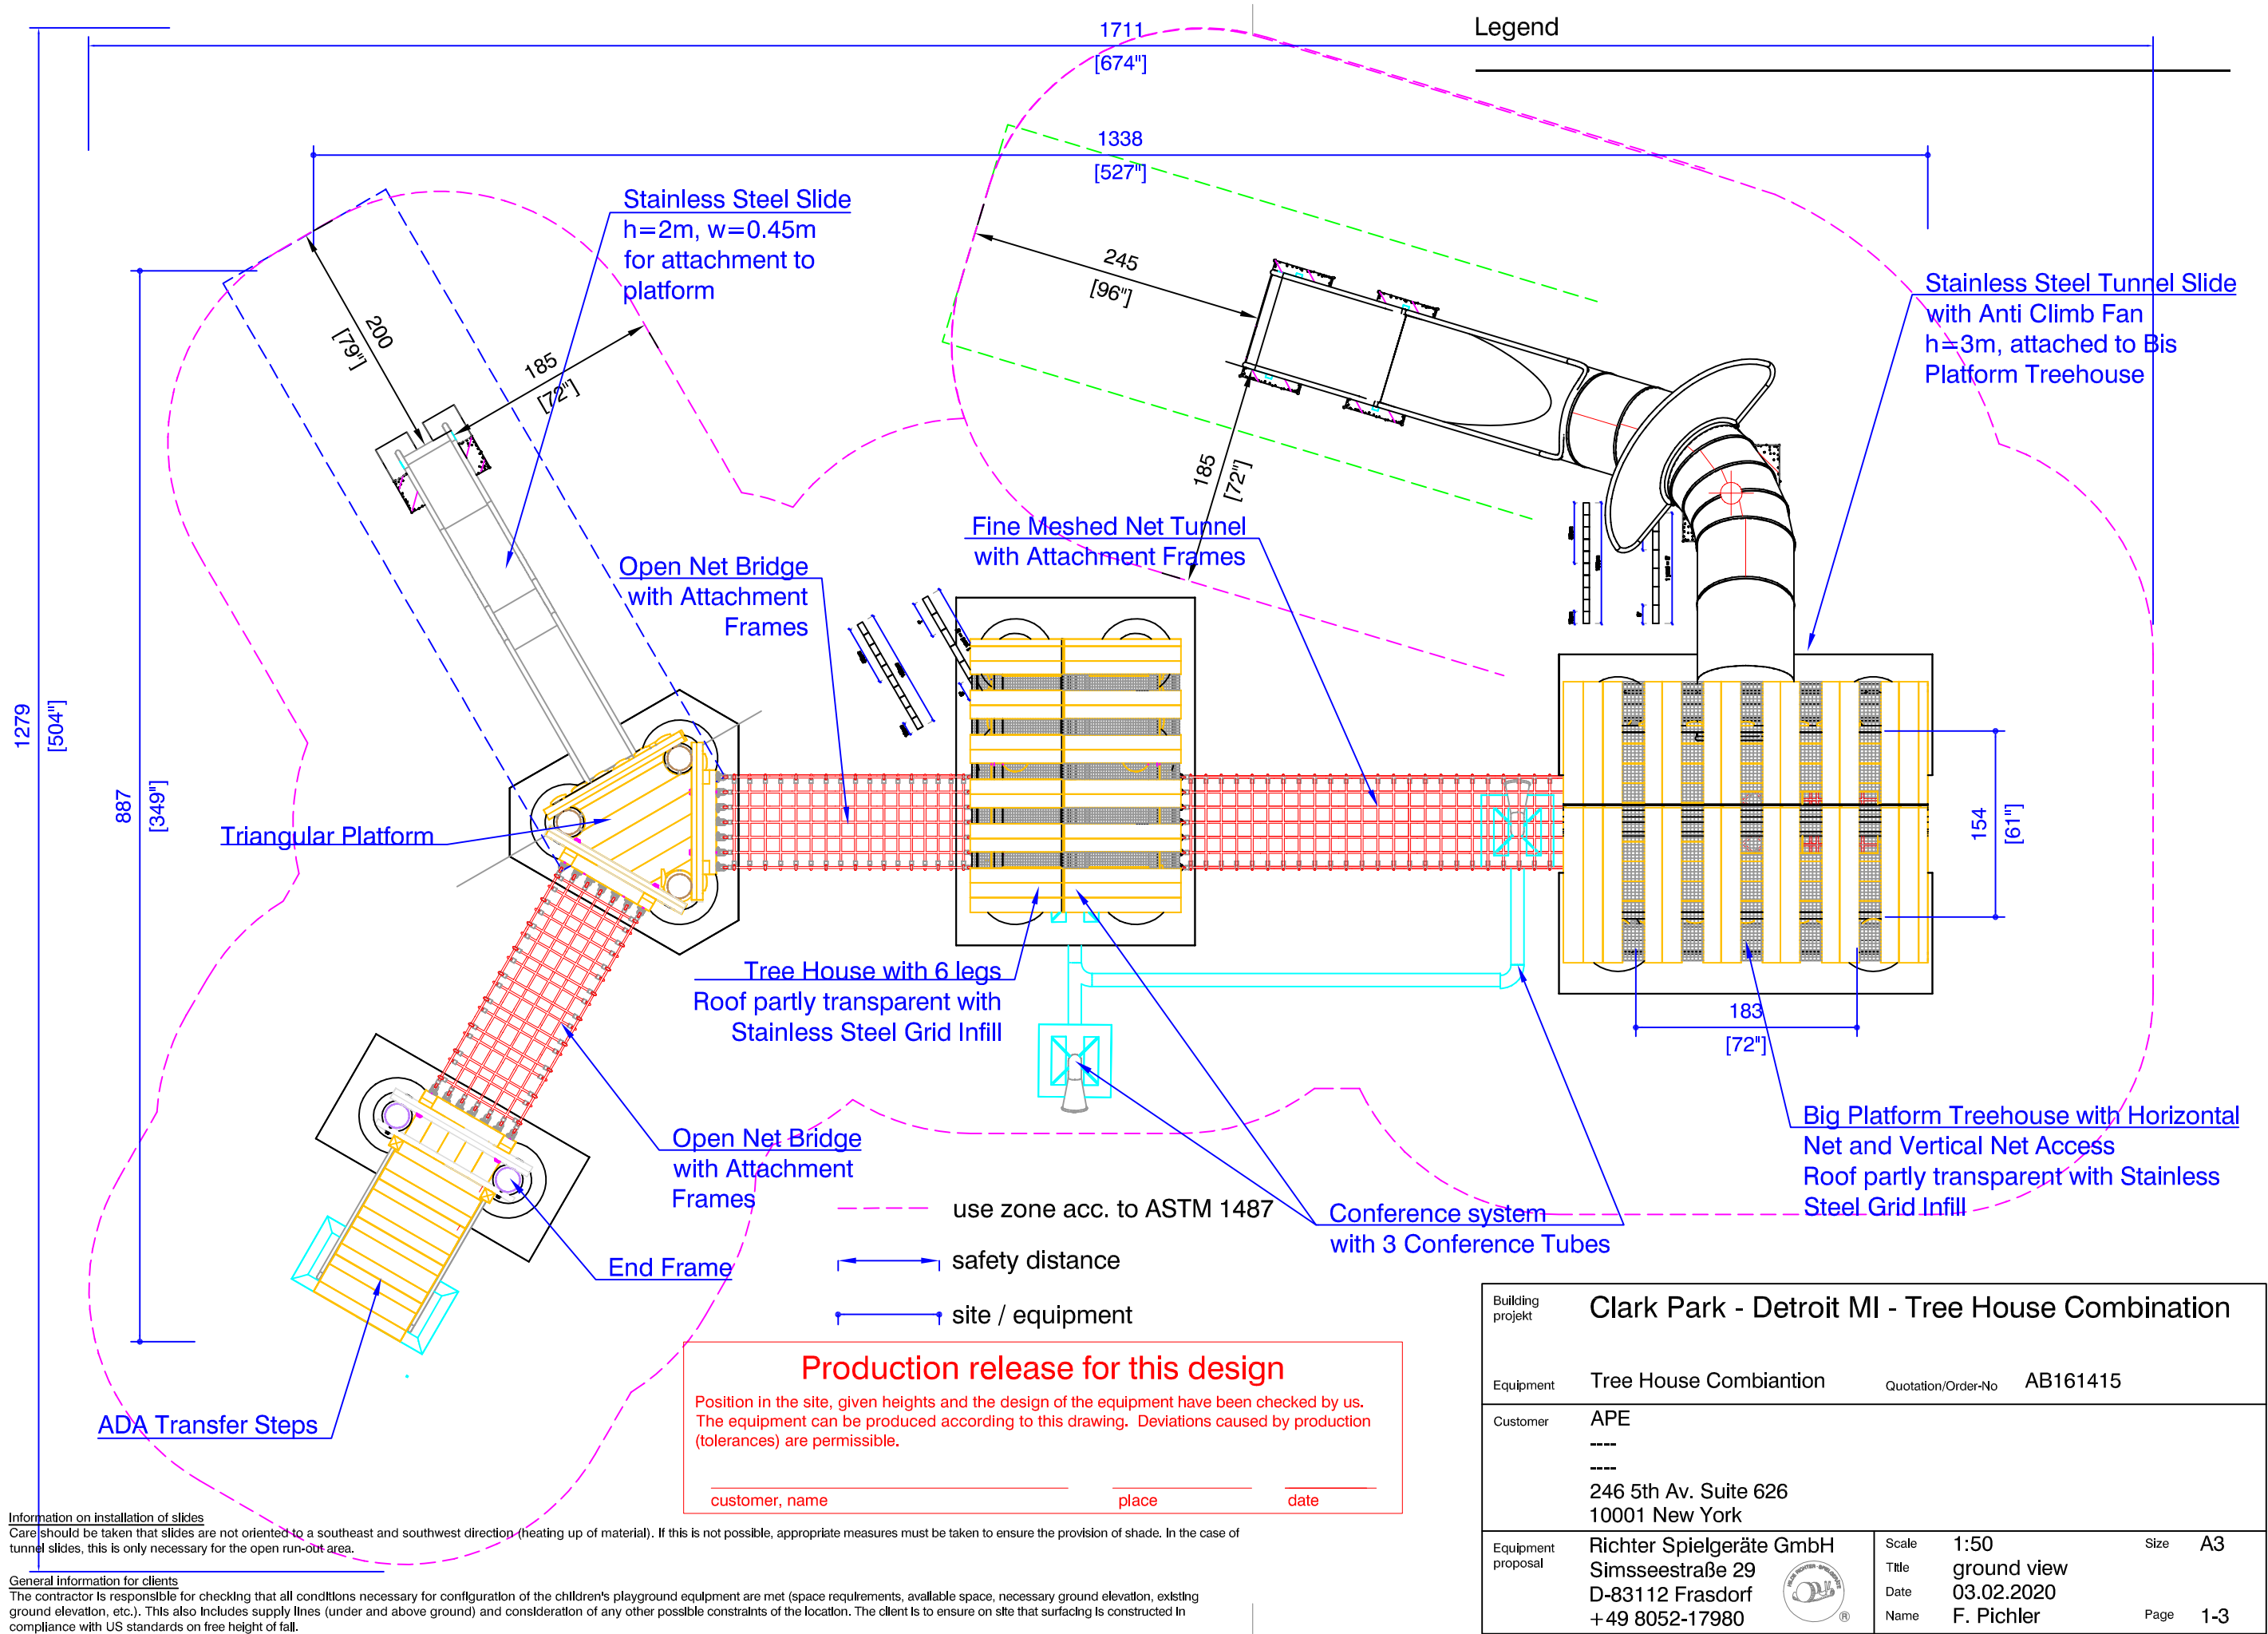 Legend
1711
[674"]
1338
[527"]
Stainless Steel Slide
h=2m, w=0.45m
for attachment to
platform
245
[96"]
Stainless Steel Tunnel Slide
with Anti Climb Fan
h=3m, attached to Bis
Platform Treehouse
200
[79"]
185
[72"]
185
[72"]
Fine Meshed Net Tunnel
with Attachment Frames
Open Net Bridge
with Attachment
Frames
1279
[504"]
887
[349"]
Triangular Platform
154
[61"]
Tree House with 6 legs
Roof partly transparent with
Stainless Steel Grid Infill
183
[72"]
Big Platform Treehouse with Horizontal
Net and Vertical Net Access
Roof partly transparent with Stainless
Steel Grid Infill
Open Net Bridge
with Attachment
Frames
use zone acc. to ASTM 1487
Conference system
with 3 Conference Tubes
End Frame
safety distance
site / equipment
ADA Transfer Steps
Production release for this design
Position in the site, given heights and the design of the equipment have been checked by us.
The equipment can be produced according to this drawing. Deviations caused by production
(tolerances) are permissible.
customer, name place date
Information on installation of slides
Care should be taken that slides are not oriented to a southeast and southwest direction (heating up of material). If this is not possible, appropriate measures must be taken to ensure the provision of shade. In the case of
tunnel slides, this is only necessary for the open run-out area.
General information for clients
The contractor is responsible for checking that all conditions necessary for configuration of the children's playground equipment are met (space requirements, available space, necessary ground elevation, existing
ground elevation, etc.). This also includes supply lines (under and above ground) and consideration of any other possible constraints of the location. The client is to ensure on site that surfacing is constructed in
compliance with US standards on free height of fall.
Building
projekt
Clark Park - Detroit MI - Tree House Combination
Equipment Tree House Combiantion Quotation/Order-No AB161415
Customer APE
----
----
246 5th Av. Suite 626
10001 New York
Equipment
proposal
Richter Spielgeräte GmbH
Simsseestraße 29
D-83112 Frasdorf
+49 8052-17980
®
Scale 1:50 Size A3
Title ground view
Date 03.02.2020
Name F. Pichler Page 1-3